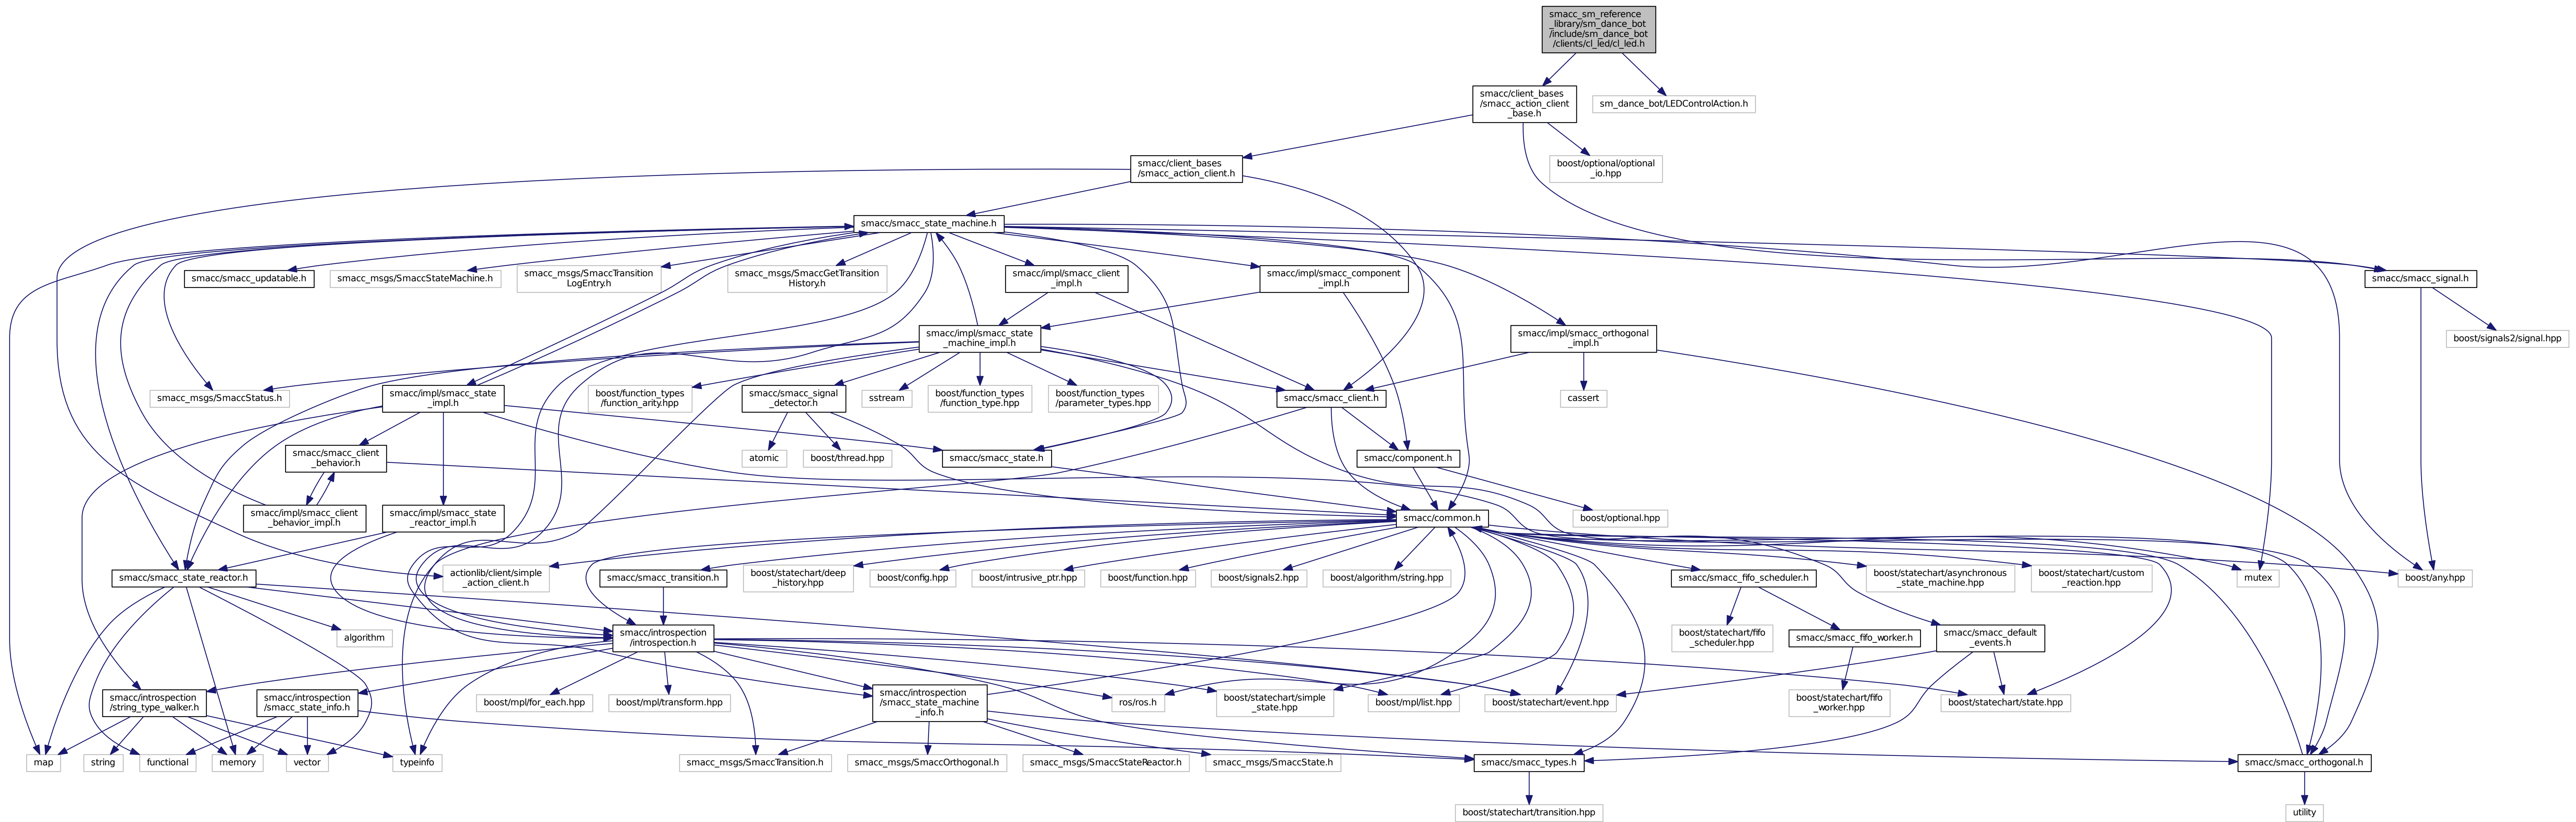 smacc_sm_reference
_library/sm_dance_bot
/include/sm_dance_bot
/clients/cl_led/cl_led.h
smacc/client_bases
/smacc_action_client
_base.h
sm_dance_bot/LEDControlAction.h
smacc/client_bases
/smacc_action_client.h
boost/optional/optional
_io.hpp
smacc/smacc_state_machine.h
smacc/smacc_updatable.h
smacc_msgs/SmaccStateMachine.h
smacc_msgs/SmaccTransition
LogEntry.h
smacc_msgs/SmaccGetTransition
History.h
smacc/impl/smacc_client
_impl.h
smacc/impl/smacc_component
_impl.h
smacc/smacc_signal.h
smacc/impl/smacc_state
_machine_impl.h
smacc/impl/smacc_orthogonal
_impl.h
boost/signals2/signal.hpp
smacc_msgs/SmaccStatus.h
smacc/impl/smacc_state
_impl.h
boost/function_types
/function_arity.hpp
smacc/smacc_signal
_detector.h
sstream
boost/function_types
/function_type.hpp
boost/function_types
/parameter_types.hpp
smacc/smacc_client.h
cassert
smacc/smacc_client
_behavior.h
atomic
boost/thread.hpp
smacc/smacc_state.h
smacc/component.h
smacc/impl/smacc_client
_behavior_impl.h
smacc/impl/smacc_state
_reactor_impl.h
smacc/common.h
boost/optional.hpp
smacc/smacc_state_reactor.h
actionlib/client/simple
_action_client.h
smacc/smacc_transition.h
boost/statechart/deep
_history.hpp
boost/config.hpp
boost/intrusive_ptr.hpp
boost/function.hpp
boost/signals2.hpp
boost/algorithm/string.hpp
smacc/smacc_fifo_scheduler.h
boost/statechart/asynchronous
_state_machine.hpp
boost/statechart/custom
_reaction.hpp
mutex
boost/any.hpp
algorithm
smacc/introspection
/introspection.h
boost/statechart/fifo
_scheduler.hpp
smacc/smacc_fifo_worker.h
smacc/smacc_default
_events.h
smacc/introspection
/string_type_walker.h
smacc/introspection
/smacc_state_info.h
boost/mpl/for_each.hpp
boost/mpl/transform.hpp
smacc/introspection
/smacc_state_machine
_info.h
ros/ros.h
boost/statechart/simple
_state.hpp
boost/mpl/list.hpp
boost/statechart/event.hpp
boost/statechart/fifo
_worker.hpp
boost/statechart/state.hpp
map
string
functional
memory
vector
typeinfo
smacc_msgs/SmaccTransition.h
smacc_msgs/SmaccOrthogonal.h
smacc_msgs/SmaccStateReactor.h
smacc_msgs/SmaccState.h
smacc/smacc_types.h
smacc/smacc_orthogonal.h
boost/statechart/transition.hpp
utility